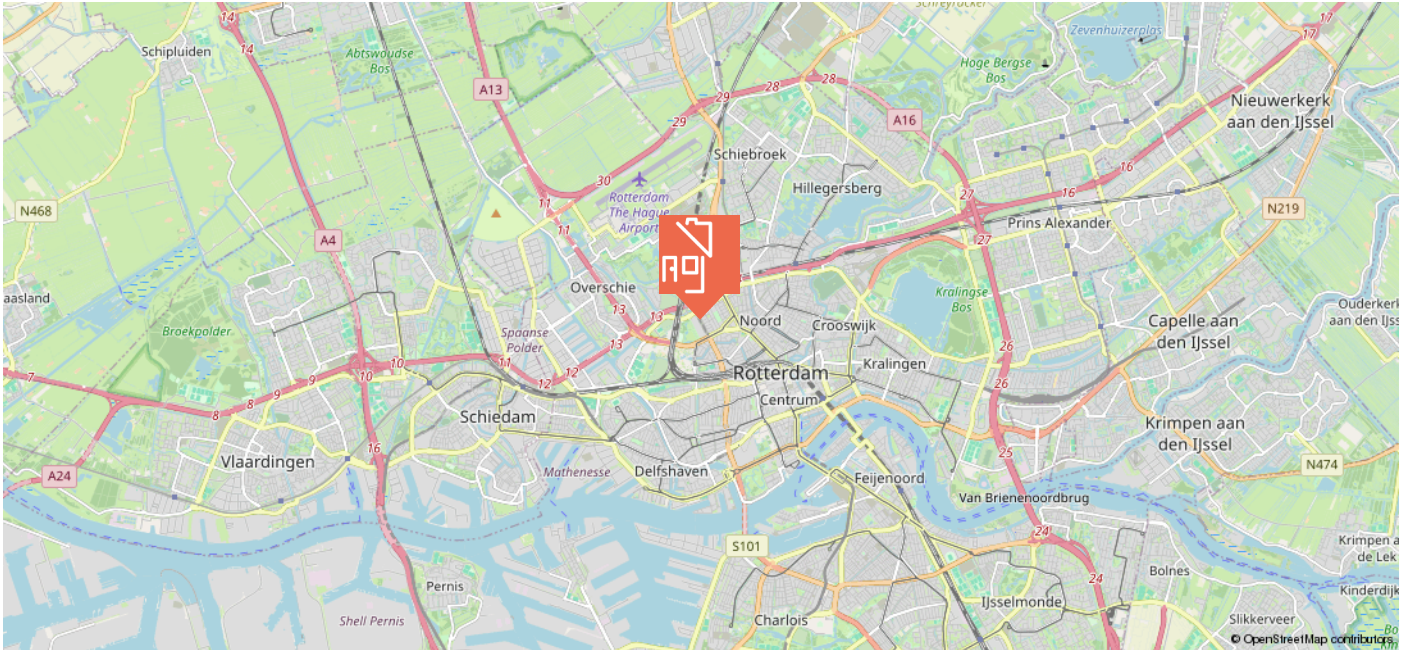 14
Schreyracker
17
17
Schipluiden
14
Abtswoudse
Bos
Zevenhuizerplas
Hoge Bergse
Bos
A13
29
28
28
Nieuwerkerk
aan den IJssel
29
A16
Schiebroek
16
30
Hillegersberg
27
16
Rotterdam
The Hague
Airport
N468
11
N219
A4
11
Prins Alexander
27
AOJ
aasland
Overschie
Kralingse
Bos
Ouderkerk
aan den IJss
13
13
Noord
Crooswijk
Capelle aan
den IJssel
Broekpolder
Spaanse
Polder
26
10
10
11
Kralingen
7
9
9
12
12
Rotterdam
26
8
8
Centrum
Schiedam
Krimpen aan
den IJssel
16
25
Vlaardingen
Mathenesse
Delfshaven
N474
A24
Feijenoord
Van Brienenoordbrug
24
S101
Krimpen a
de Lek
Bolnes
24
Pernis
Kinderdijk
IJsselmonde
Shell Pernis
Charlois
Slikkerveer
© OpenStreetMap contributors